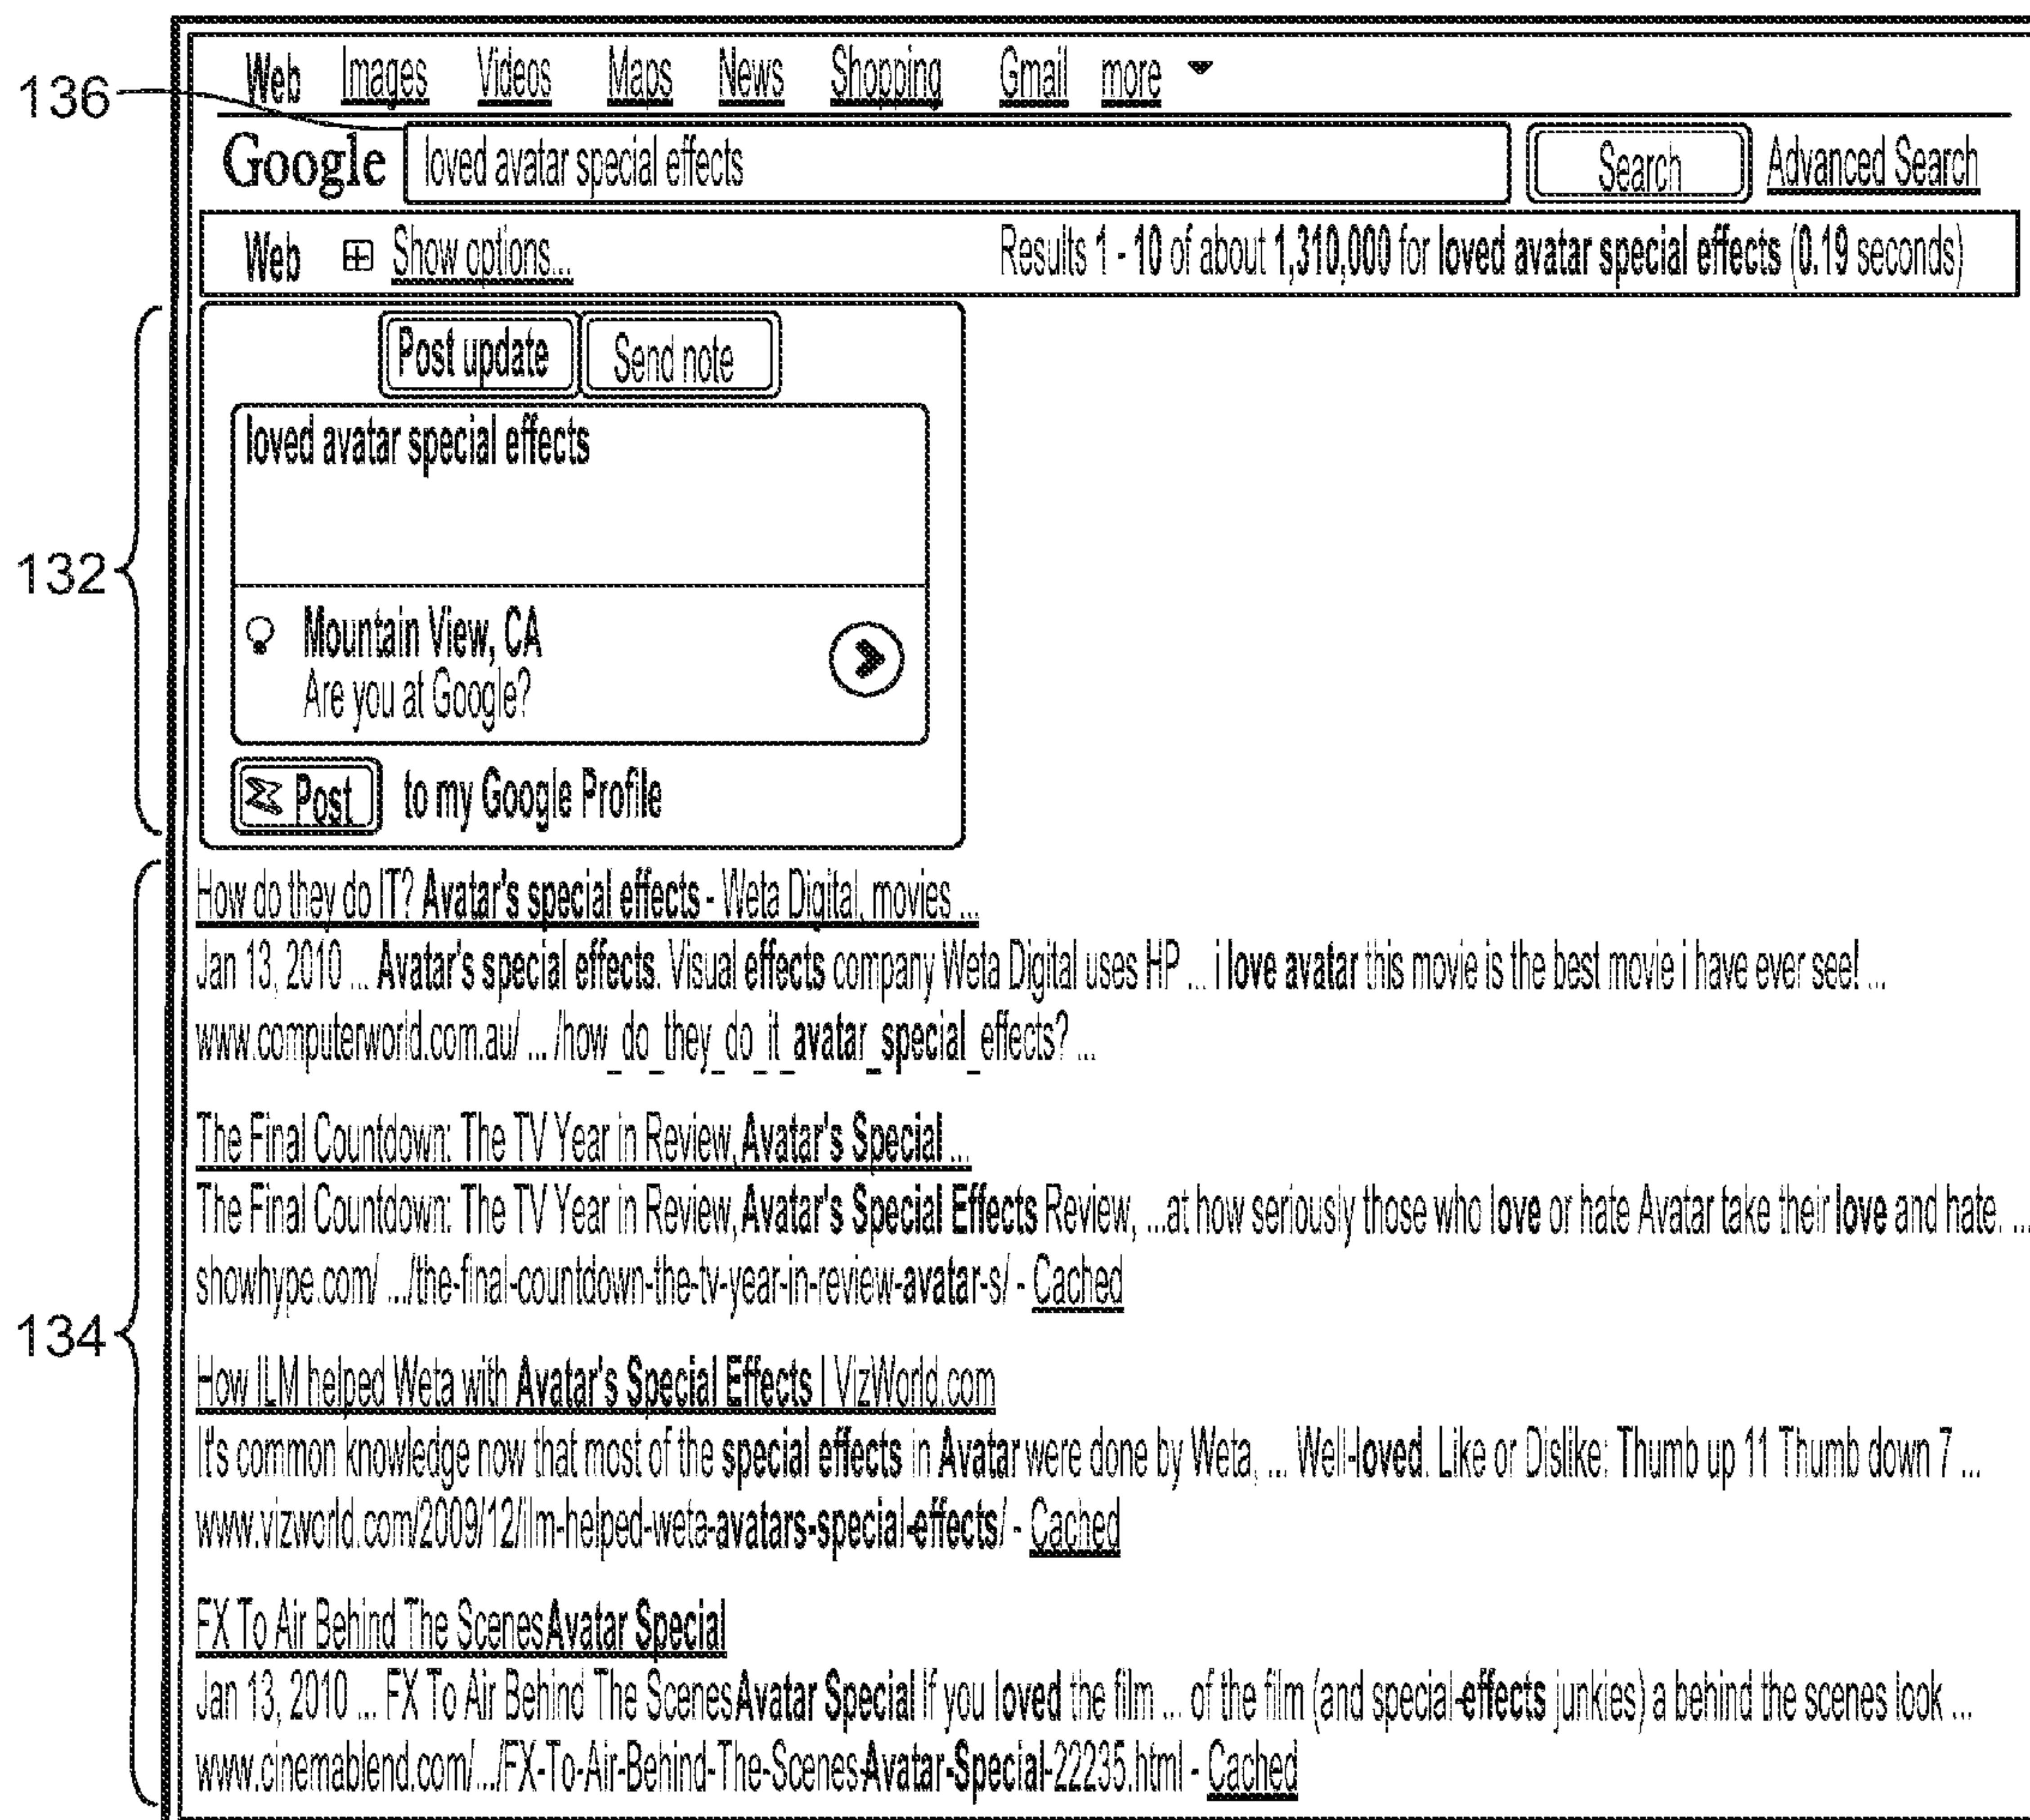 136
Web Images Videos Maps News Shopping Gmail more
Google loved avatar special effects Search Advanced Search
Web Show options... Results 1 - 10 of about 1,310,000 for loved avatar special effects (0.19 seconds)
132
Post update Send note
loved avatar special effects
Mountain View, CA
Are you at Google?
Post to my Google Profile
134
How do they do IT? Avatar's special effects - Weta Digital, movies ...
Jan 13, 2010 ... Avatar's special effects. Visual effects company Weta Digital uses HP ... i love avatar this movie is the best movie i have ever see! ...
www.computerworld.com.au/ ... /how_do_they_do_it_avatar_special_effects? ...
The Final Countdown: The TV Year in Review, Avatar's Special ...
The Final Countdown: The TV Year in Review, Avatar's Special Effects Review, ...at how seriously those who love or hate Avatar take their love and hate. ...
showhype.com/ .../the-final-countdown-the-tv-year-in-review-avatar-s/ - Cached
How ILM helped Weta with Avatar's Special Effects | VizWorld.com
It's common knowledge now that most of the special effects in Avatar were done by Weta, ... Well-loved. Like or Dislike: Thumb up 11 Thumb down 7 ...
www.vizworld.com/2009/12/ilm-helped-weta-avatars-special-effects/ - Cached
FX To Air Behind The Scenes Avatar Special
Jan 13, 2010 ... FX To Air Behind The Scenes Avatar Special If you loved the film ... of the film (and special-effects junkies) a behind the scenes look ...
www.cinemablend.com/.../FX-To-Air-Behind-The-Scenes-Avatar-Special-22235.html - Cached